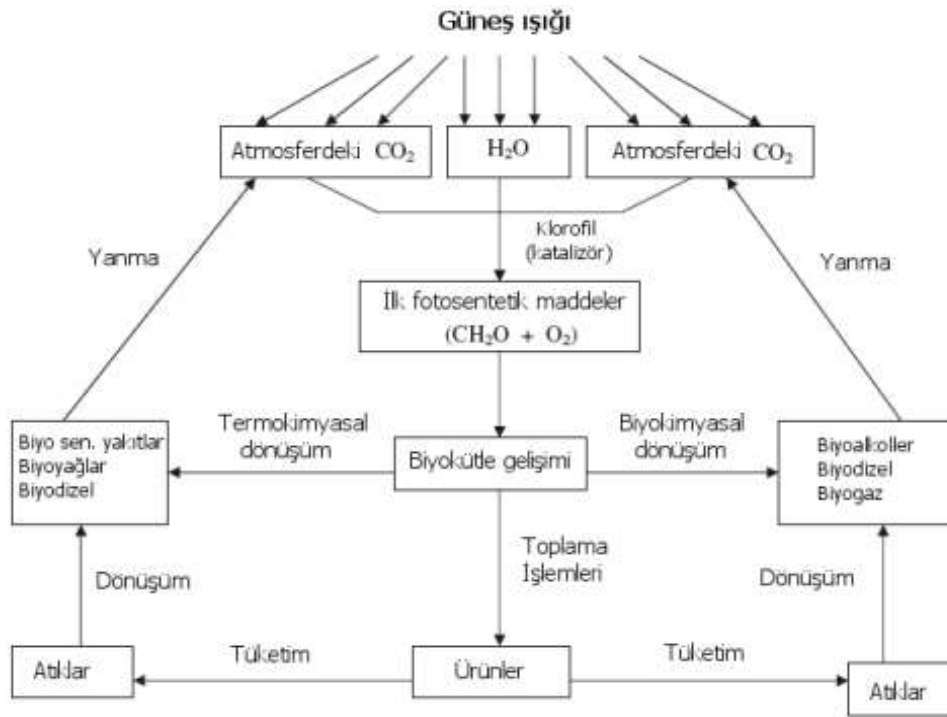 Güneş ışığı
Atmosferdeki CO₂
H₂O
Atmosferdeki CO₂
Klorofil
(katalizör)
Yanma
Yanma
İlk fotosentetik maddeler
(CH₂O + O₂)
Termokimyasal
dönüşüm
Biyokimyasal
dönüşüm
Biyo sen. yakıtlar
Biyoyağlar
Biyodizel
Biyokütle gelişimi
Biyoalkoller
Biyodizel
Biyogaz
Toplama
İşlemleri
Dönüşüm
Dönüşüm
Atıklar
Tüketim
Ürünler
Tüketim
Atıklar